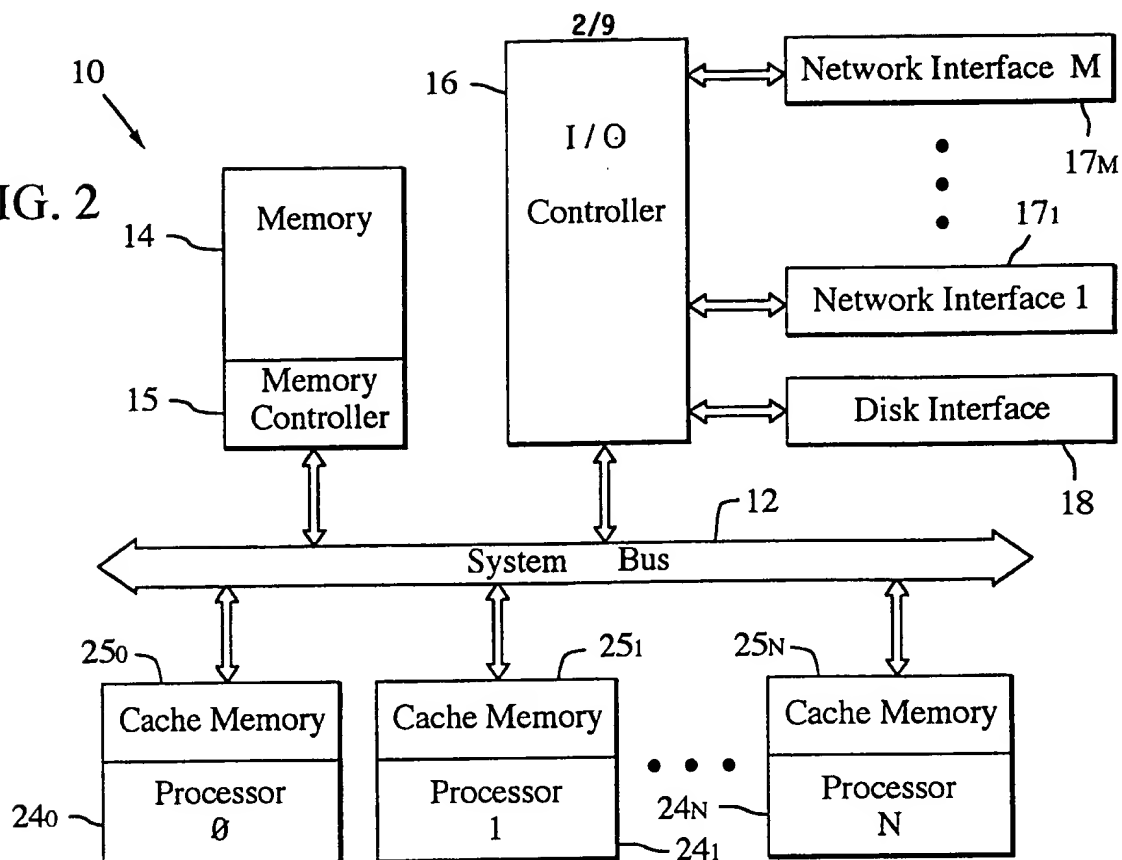 2/9
10
16
Network Interface M
I / O
Controller
17M
IG. 2
Memory
14
171
Network Interface 1
Memory
Controller
15
Disk Interface
18
12
System Bus
250
251
25N
Cache Memory
Cache Memory
Cache Memory
Processor
0
Processor
1
Processor
N
240
241
24N